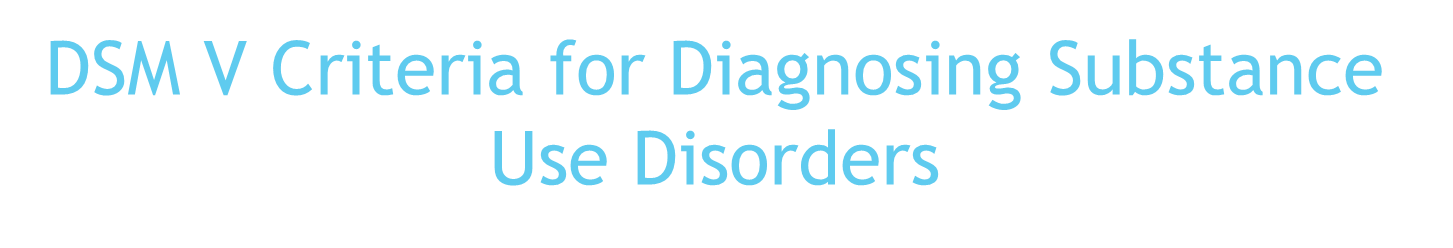 DSM V Criteria for Diagnosing Substance
Use Disorders